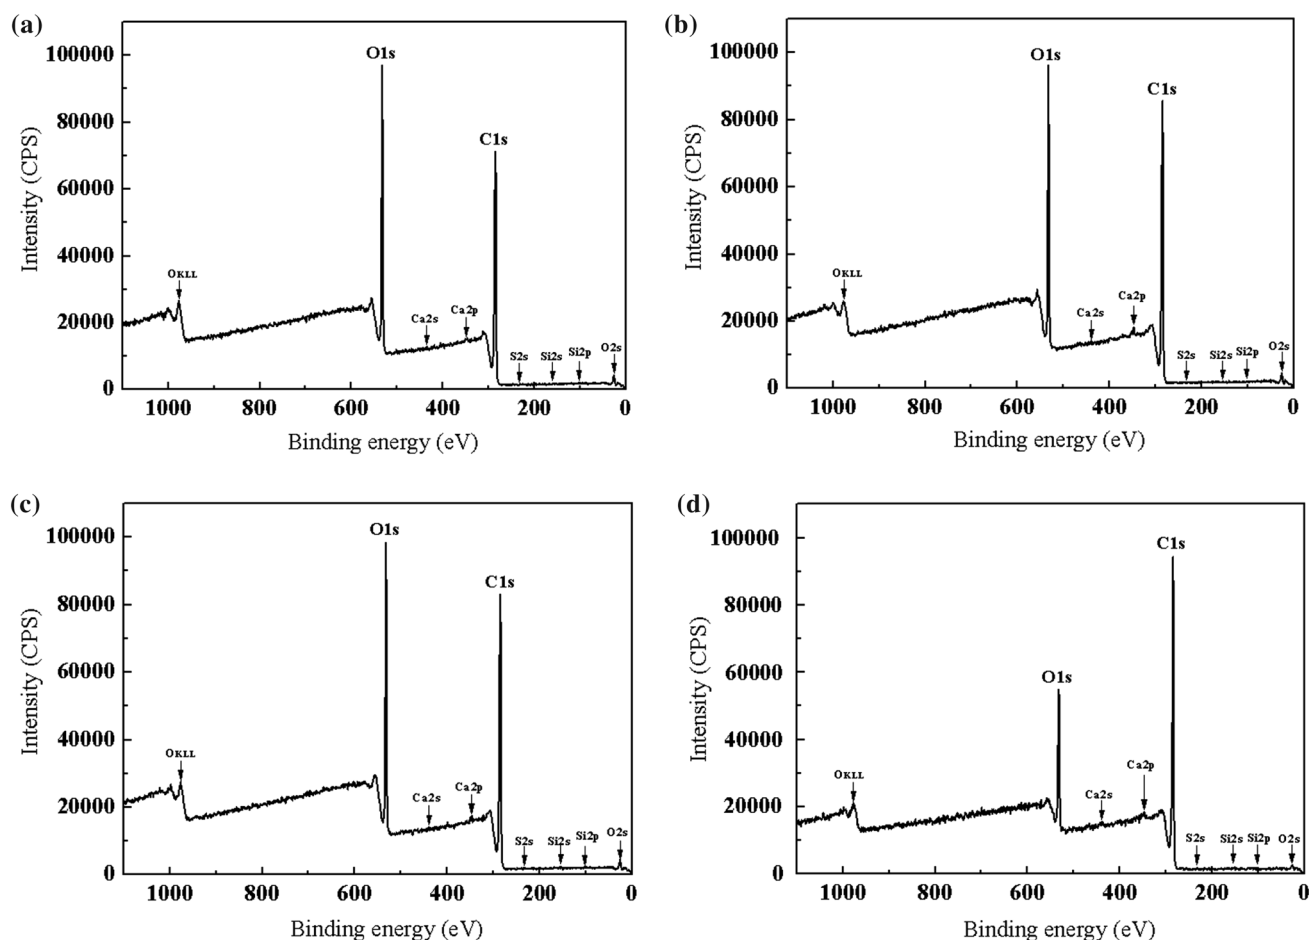 (a)
100000
80000
60000
40000
20000
0
Intensity (CPS)
O1s
C1s
OKLL
Ca2s
Ca2p
S2s
Si2s
Si2p
O2s
1000 800 600 400 200 0
Binding energy (eV)
(b)
100000
80000
60000
40000
20000
0
Intensity (CPS)
O1s
C1s
OKLL
Ca2s
Ca2p
S2s
Si2s
Si2p
O2s
1000 800 600 400 200 0
Binding energy (eV)
(c)
100000
80000
60000
40000
20000
0
Intensity (CPS)
O1s
C1s
OKLL
Ca2s
Ca2p
S2s
Si2s
Si2p
O2s
1000 800 600 400 200 0
Binding energy (eV)
(d)
100000
80000
60000
40000
20000
0
Intensity (CPS)
C1s
O1s
Ca2p
OKLL
Ca2s
S2s
Si2s
Si2p
O2s
1000 800 600 400 200 0
Binding energy (eV)